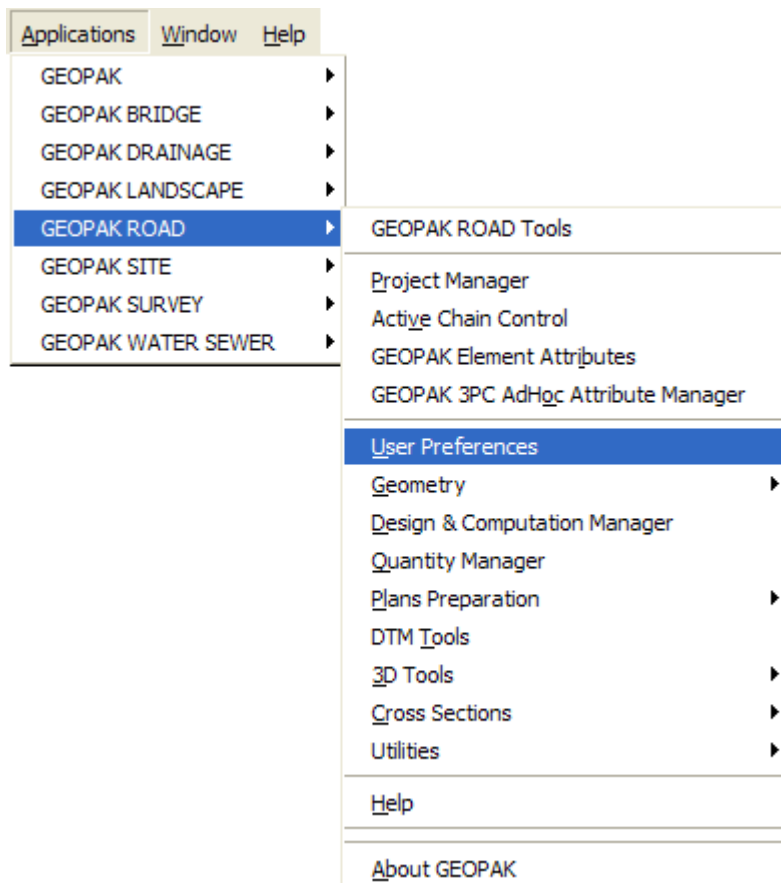 Applications Window Help
GEOPAK
GEOPAK BRIDGE
GEOPAK DRAINAGE
GEOPAK LANDSCAPE
GEOPAK ROAD
GEOPAK SITE
GEOPAK SURVEY
GEOPAK WATER SEWER
GEOPAK ROAD Tools
Project Manager
Active Chain Control
GEOPAK Element Attributes
GEOPAK 3PC AdHoc Attribute Manager
User Preferences
Geometry
Design & Computation Manager
Quantity Manager
Plans Preparation
DTM Tools
3D Tools
Cross Sections
Utilities
Help
About GEOPAK